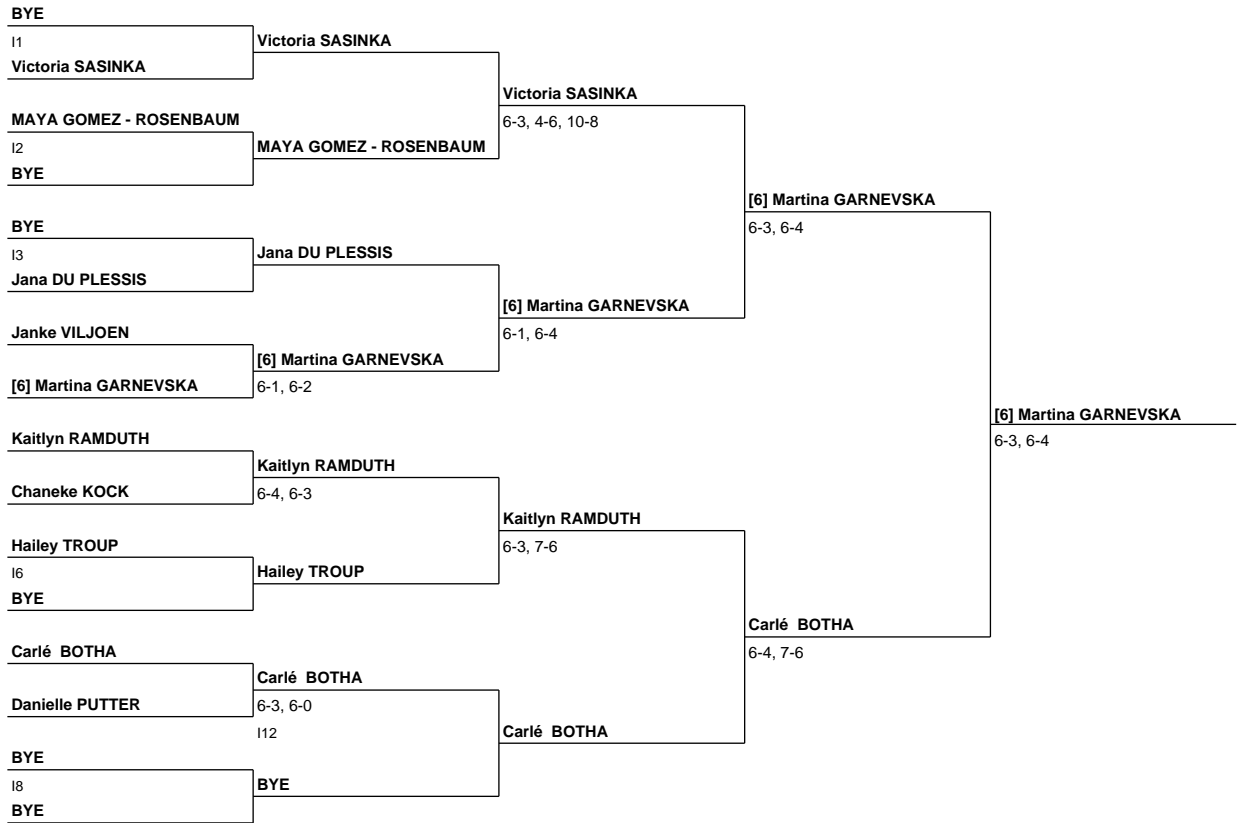 BYE
I1
Victoria SASINKA
Victoria SASINKA
MAYA GOMEZ - ROSENBAUM
I2
BYE
MAYA GOMEZ - ROSENBAUM
Victoria SASINKA
6-3, 4-6, 10-8
BYE
I3
Jana DU PLESSIS
Jana DU PLESSIS
Janke VILJOEN
[6] Martina GARNEVSKA
[6] Martina GARNEVSKA
6-1, 6-2
[6] Martina GARNEVSKA
6-1, 6-4
[6] Martina GARNEVSKA
6-3, 6-4
Kaitlyn RAMDUTH
Chaneke KOCK
Kaitlyn RAMDUTH
6-4, 6-3
Hailey TROUP
I6
BYE
Hailey TROUP
Kaitlyn RAMDUTH
6-3, 7-6
Carlé BOTHA
Danielle PUTTER
Carlé BOTHA
6-3, 6-0
I12
BYE
I8
BYE
BYE
Carlé BOTHA
Carlé BOTHA
6-4, 7-6
[6] Martina GARNEVSKA
6-3, 6-4